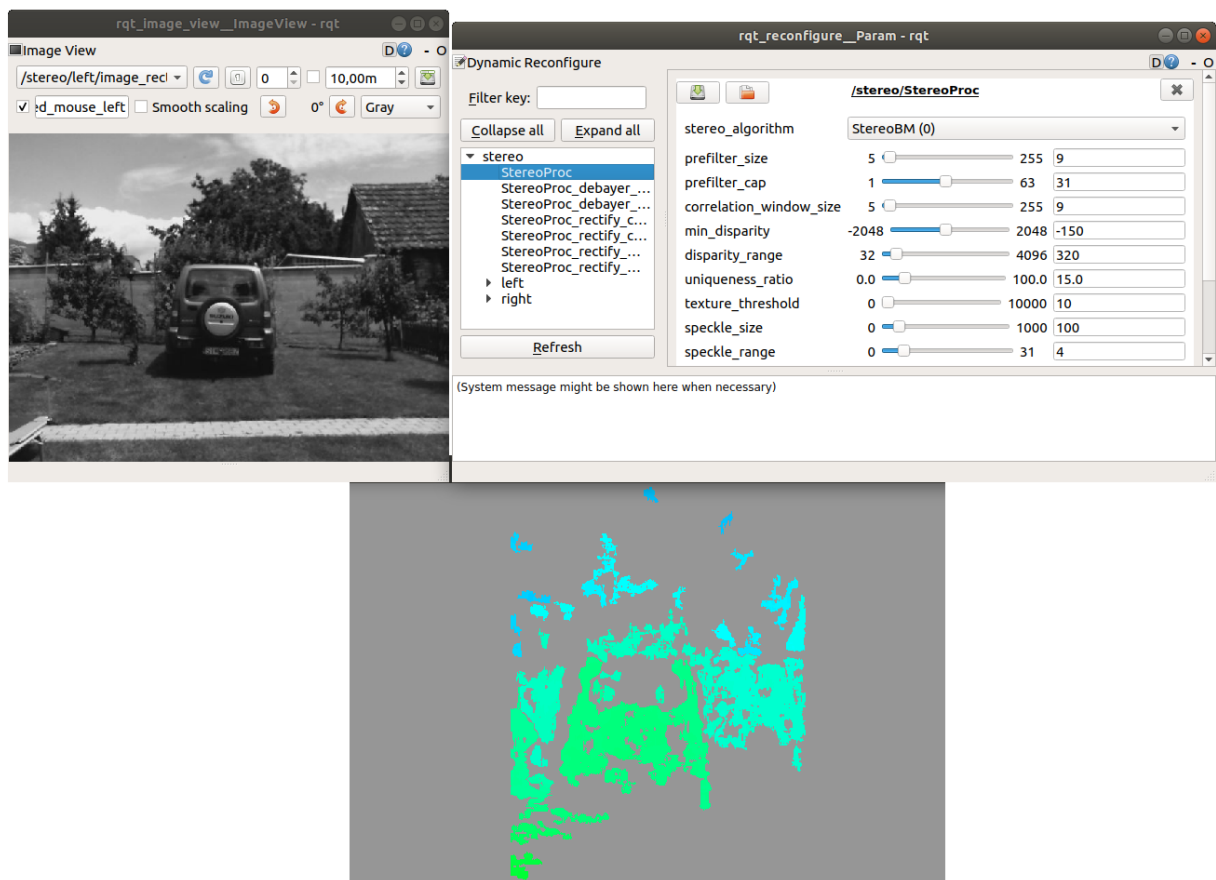 rqt_image_view__ImageView - rqt
Image View
D - O
/stereo/left/image_rect
0
10,00m
ed_mouse_left
Smooth scaling
0°
Gray
SUZUKI
rqt_reconfigure__Param - rqt
Dynamic Reconfigure
D - O
Filter key:
Collapse all
Expand all
stereo
StereoProc
StereoProc_debayer_...
StereoProc_debayer_...
StereoProc_rectify_c...
StereoProc_rectify_c...
StereoProc_rectify_...
StereoProc_rectify_...
left
right
Refresh
/stereo/StereoProc
stereo_algorithm StereoBM (0)
prefilter_size 5 255 9
prefilter_cap 1 63 31
correlation_window_size 5 255 9
min_disparity -2048 2048 -150
disparity_range 32 4096 320
uniqueness_ratio 0.0 100.0 15.0
texture_threshold 0 10000 10
speckle_size 0 1000 100
speckle_range 0 31 4
(System message might be shown here when necessary)